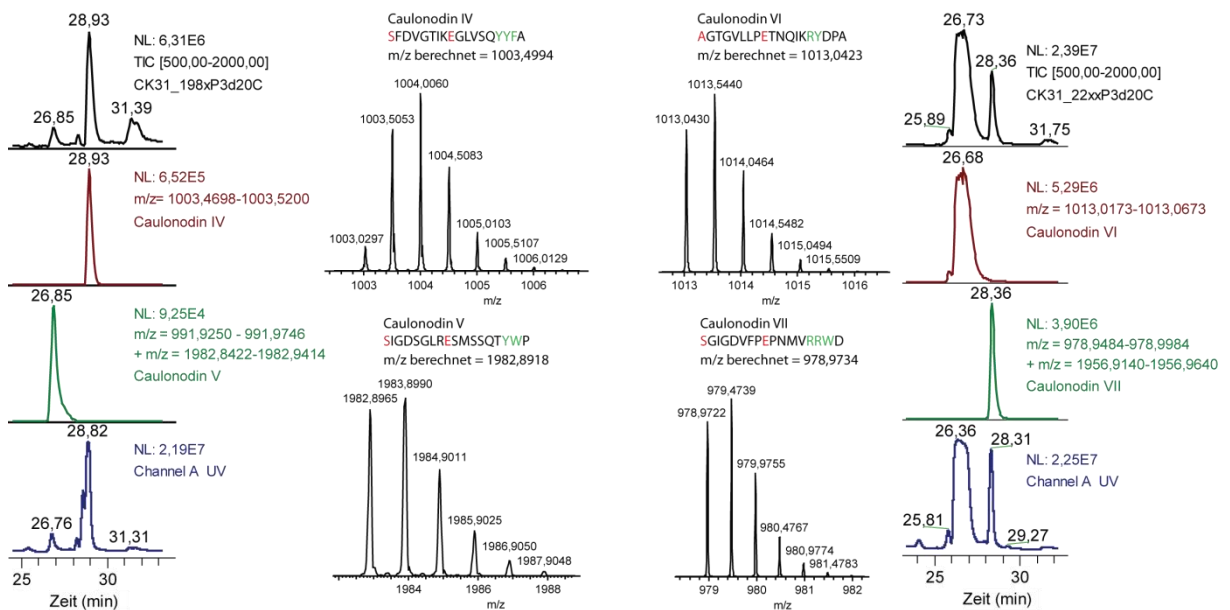 28,93
NL: 6,31E6
TIC [500,00-2000,00]
CK31_198xP3d20C
26,85
31,39
28,93
NL: 6,52E5
m/z= 1003,4698-1003,5200
Caulonodin IV
26,85
NL: 9,25E4
m/z = 991,9250 - 991,9746
+ m/z = 1982,8422-1982,9414
Caulonodin V
28,82
NL: 2,19E7
Channel A UV
26,76
31,31
25 30
Zeit (min)
Caulonodin IV
SFDVGTIKEGLVSQYYFA
m/z berechnet = 1003,4994
1004,0060
1003,5053
1004,5083
1005,0103
1003,0297
1005,5107
1006,0129
1003 1004 1005 1006
m/z
Caulonodin V
SIGDSGLRESMSSQTYWP
m/z berechnet = 1982,8918
1983,8990
1982,8965
1984,9011
1985,9025
1986,9050
1987,9048
1984 1986 1988
m/z
Caulonodin VI
AGTGVLLPETNQIKRYDPA
m/z berechnet = 1013,0423
1013,5440
1013,0430
1014,0464
1014,5482
1015,0494
1015,5509
1013 1014 1015 1016
m/z
Caulonodin VII
SGIGDVFPEPNMVRRWD
m/z berechnet = 978,9734
979,4739
978,9722
979,9755
980,4767
980,9774
981,4783
979 980 981 982
m/z
26,73
NL: 2,39E7
TIC [500,00-2000,00]
CK31_22xxP3d20C
28,36
25,89
31,75
26,68
NL: 5,29E6
m/z = 1013,0173-1013,0673
Caulonodin VI
28,36
NL: 3,90E6
m/z = 978,9484-978,9984
+ m/z = 1956,9140-1956,9640
Caulonodin VII
26,36
28,31
NL: 2,25E7
Channel A UV
25,81
29,27
25 30
Zeit (min)